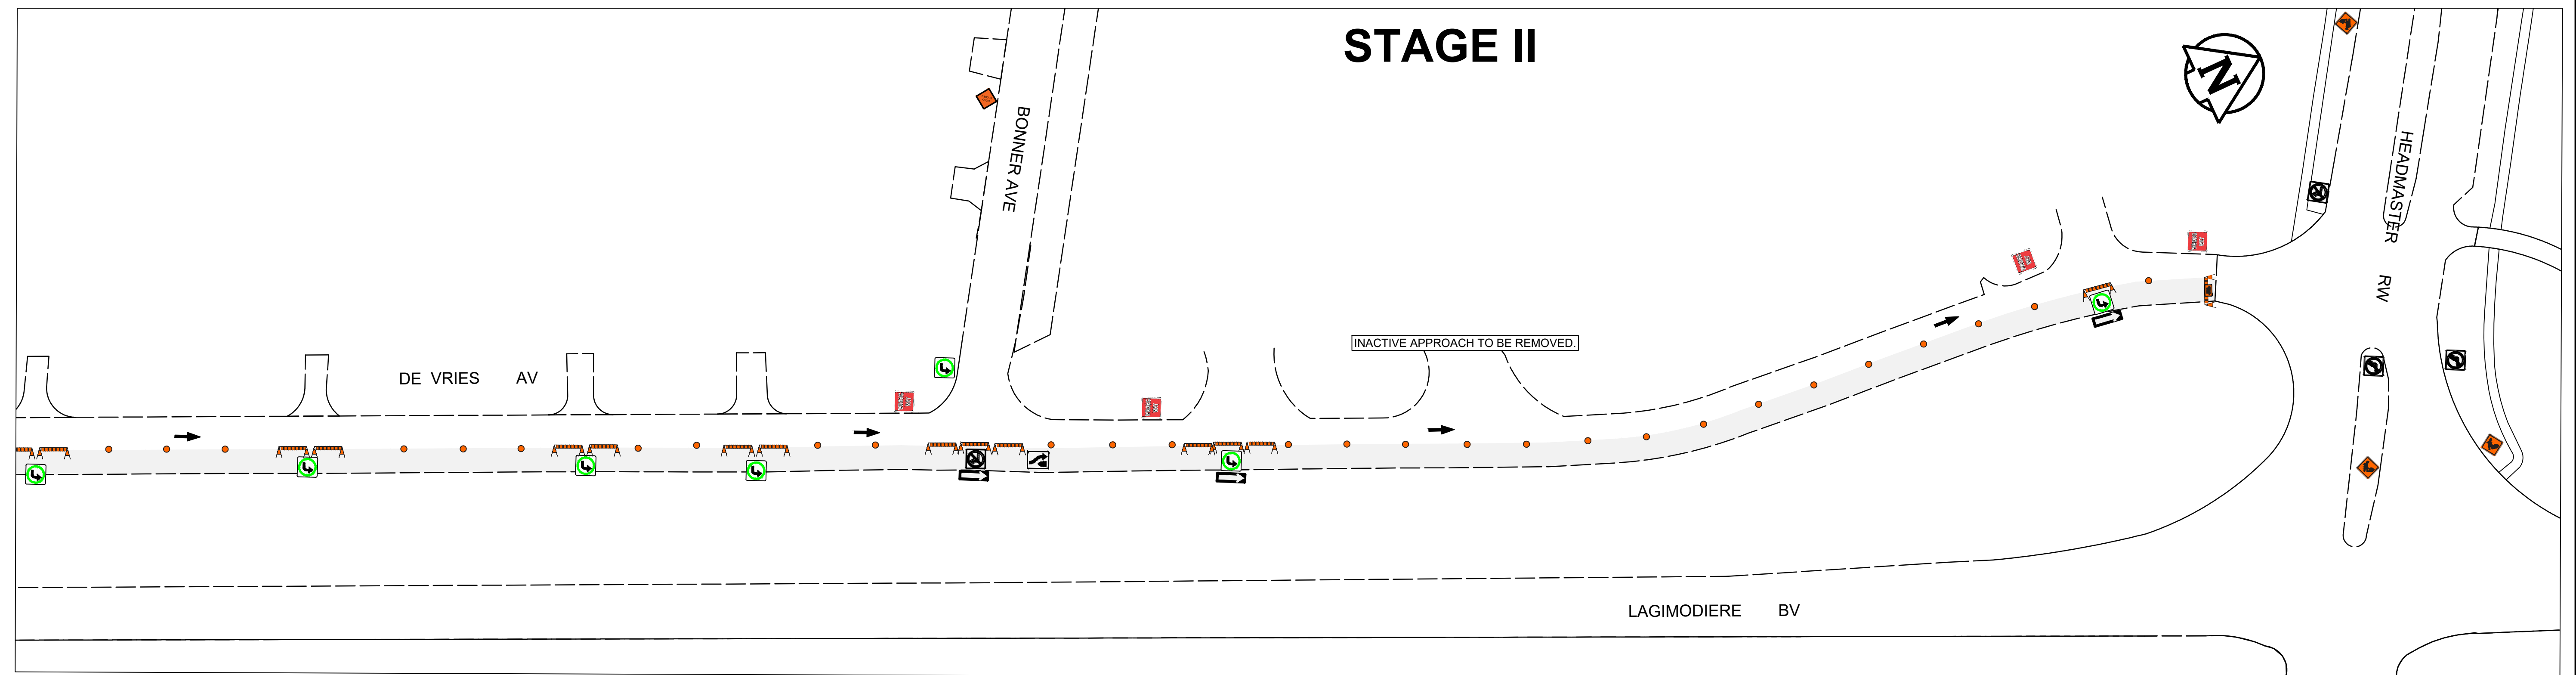 STAGE II
N
BONNER AVE
HEADMASTER
RW
INACTIVE APPROACH TO BE REMOVED.
DE VRIES AV
LAGIMODIERE BV